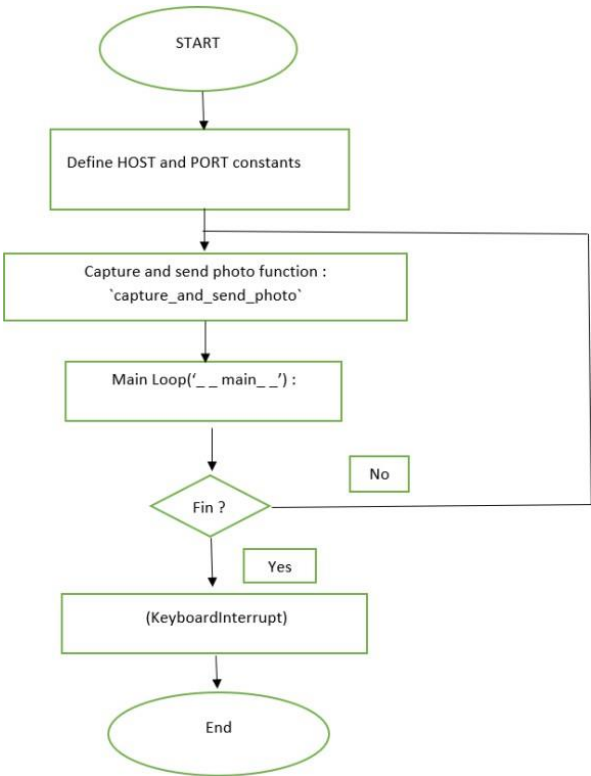 START
Define HOST and PORT constants
Capture and send photo function :
`capture_and_send_photo`
Main Loop(‘_ _ main_ _’) :
No
Fin ?
Yes
(KeyboardInterrupt)
End